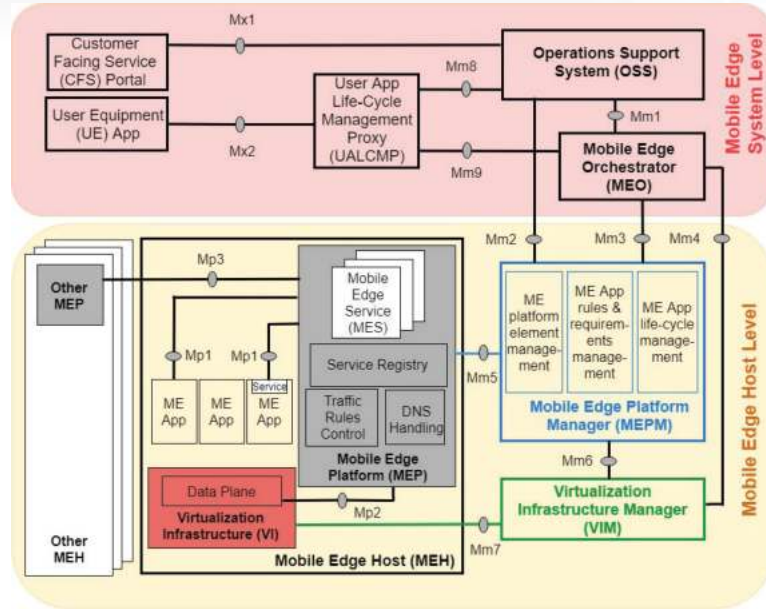 Mx1
Customer
Facing Service
(CFS) Portal
Mm8
Operations Support
System (OSS)
User App
Life-Cycle
Management
Proxy
(UALCMP)
User Equipment
(UE) App
Mx2
Mm1
Mm9
Mobile Edge
Orchestrator
(MEO)
Mobile Edge
System Level
Mm2
Mm3
Mm4
Other
MEP
Mp3
Mobile
Edge
Service
(MES)
Mp1
Mp1
Service Registry
Traffic
Rules
Control
DNS
Handling
Mobile Edge
Platform (MEP)
ME
App
ME
App
Service
ME
App
Mm5
ME
platform
element
manage-
ment
ME App
rules &
requirem-
ents
manage-
ment
ME App
life-cycle
manage-
ment
Mobile Edge Platform
Manager (MEPM)
Mm6
Data Plane
Virtualization
Infrastructure (VI)
Mp2
Mm7
Virtualization
Infrastructure Manager
(VIM)
Other
MEH
Mobile Edge Host (MEH)
Mobile Edge Host Level